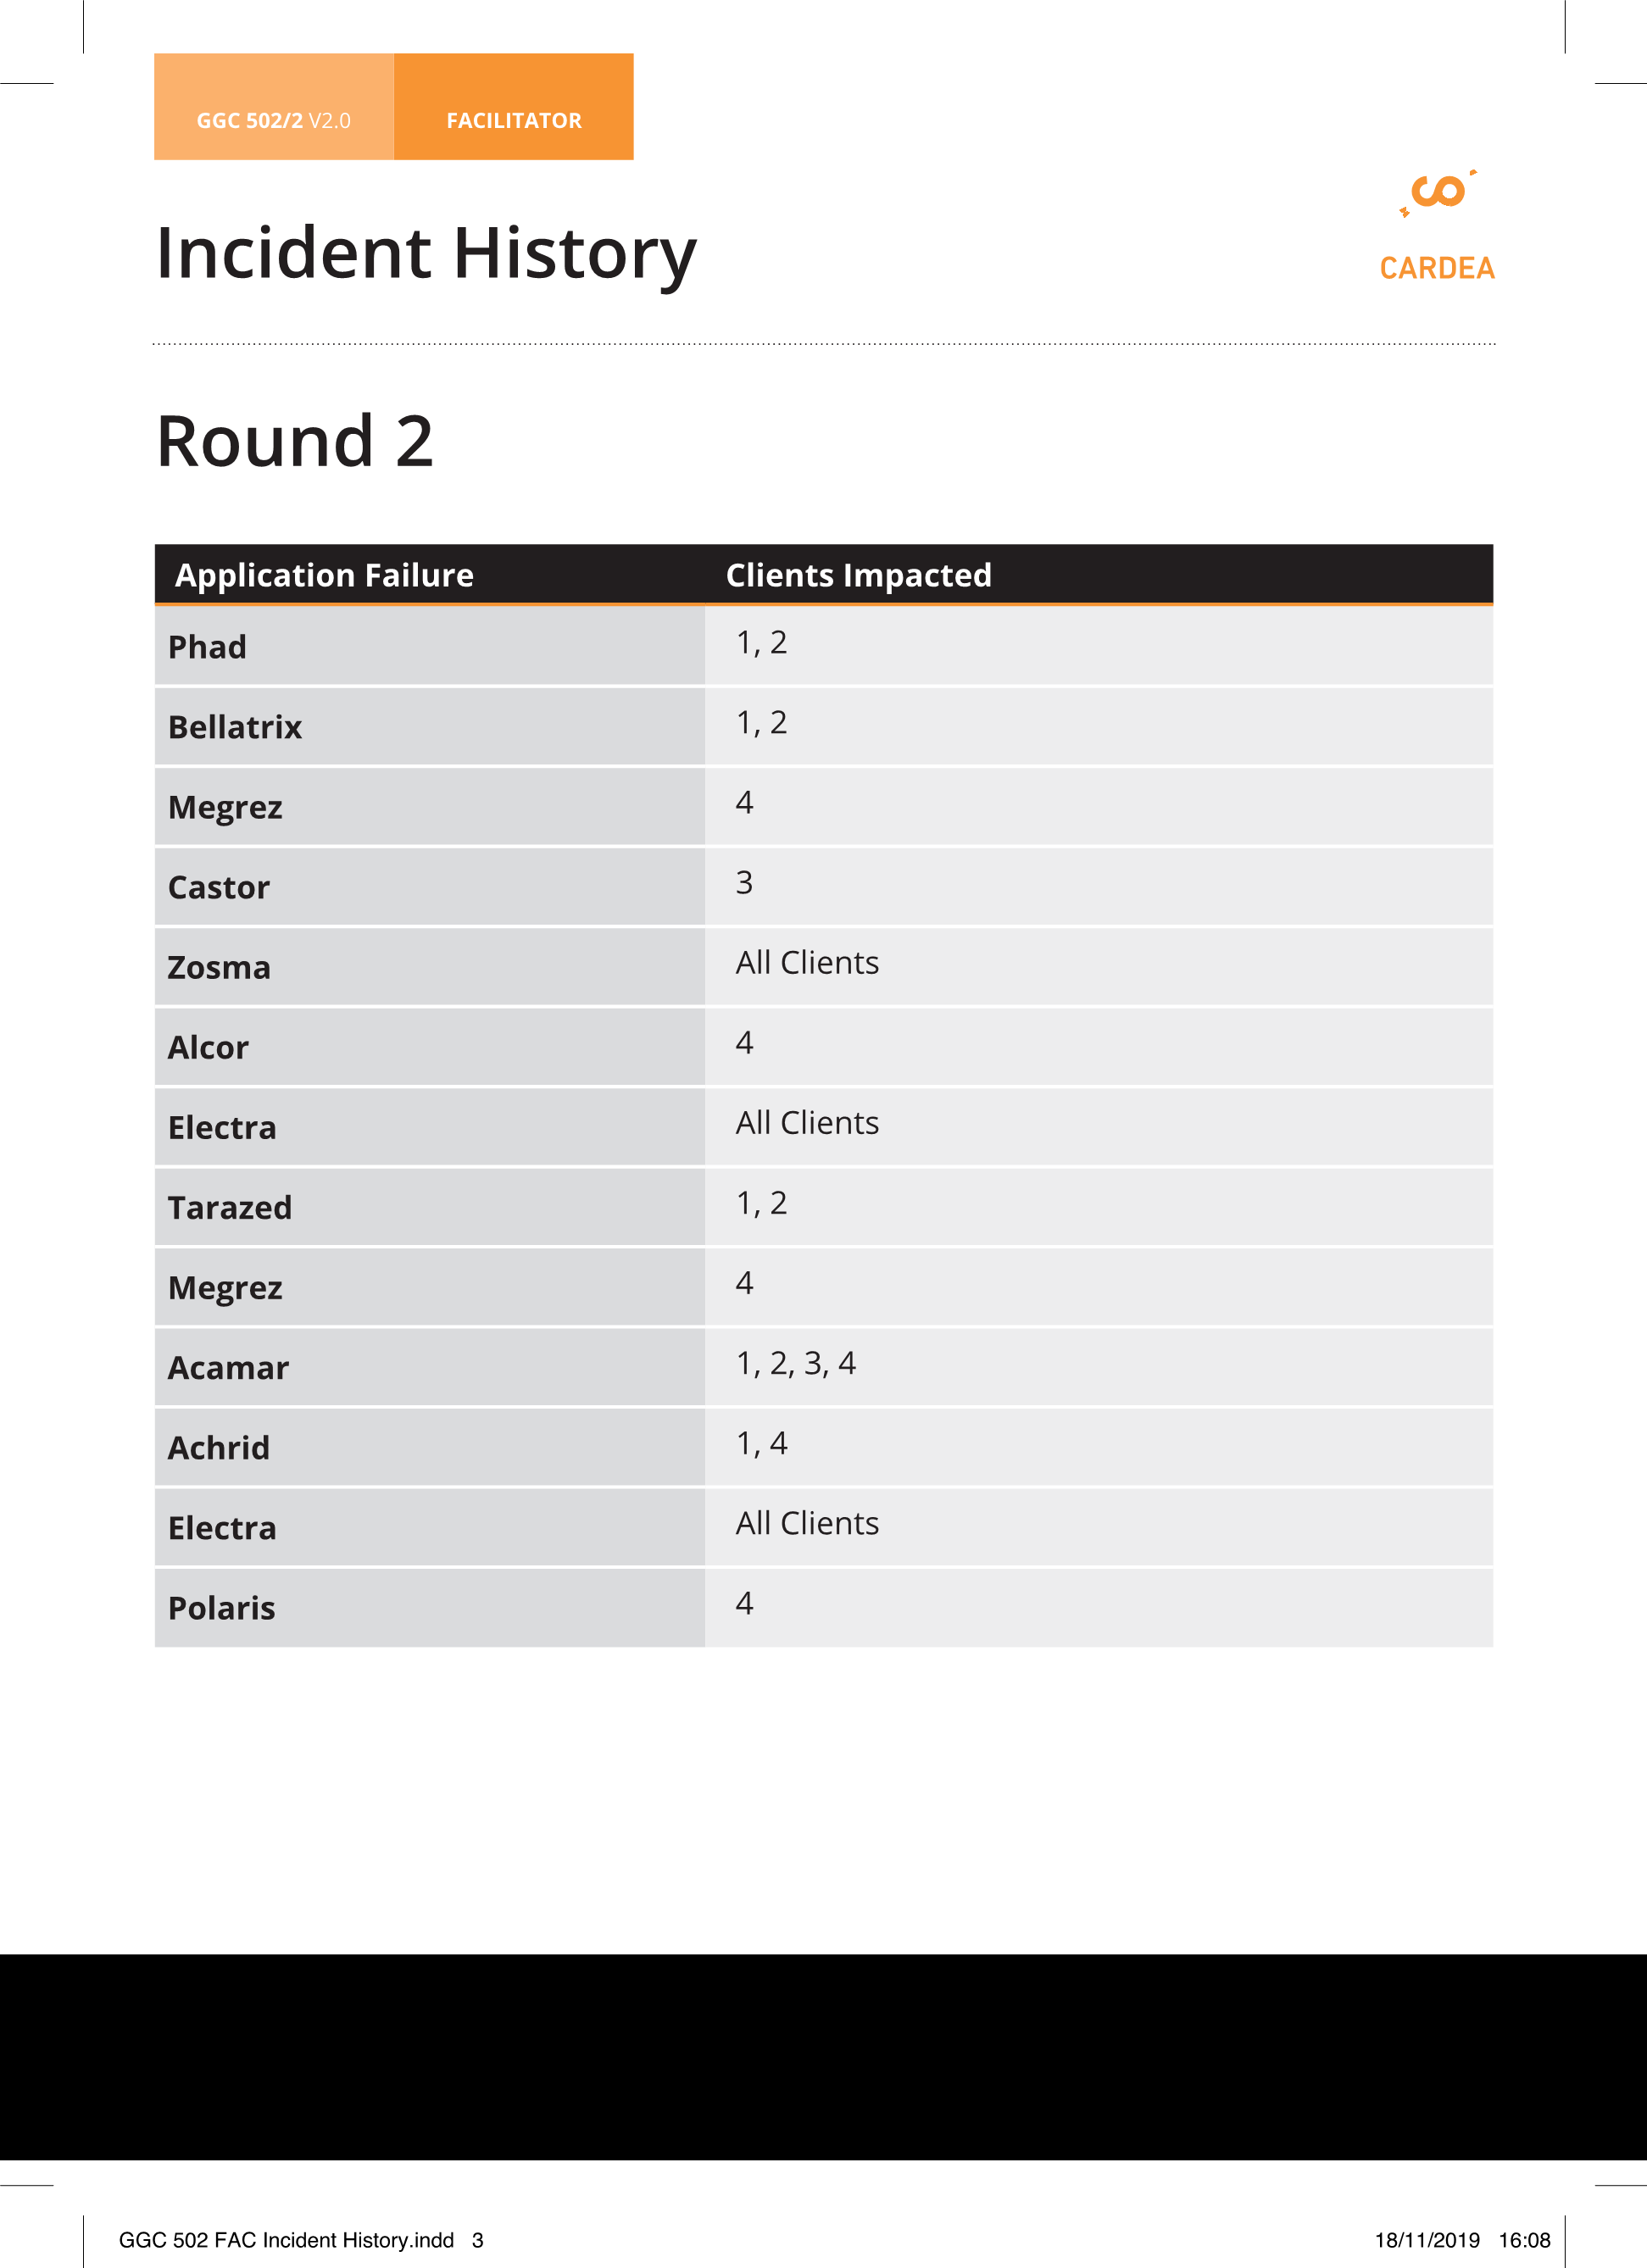 GGC 502/2 V2.0 FACILITATOR
CARDEA
Incident History
Round 2
Application Failure Clients Impacted
Phad 1, 2
Bellatrix 1, 2
Megrez 4
Castor 3
Zosma All Clients
Alcor 4
Electra All Clients
Tarazed 1, 2
Megrez 4
Acamar 1, 2, 3, 4
Achrid 1, 4
Electra All Clients
Polaris 4
GGC 502 FAC Incident History.indd 3 18/11/2019 16:08